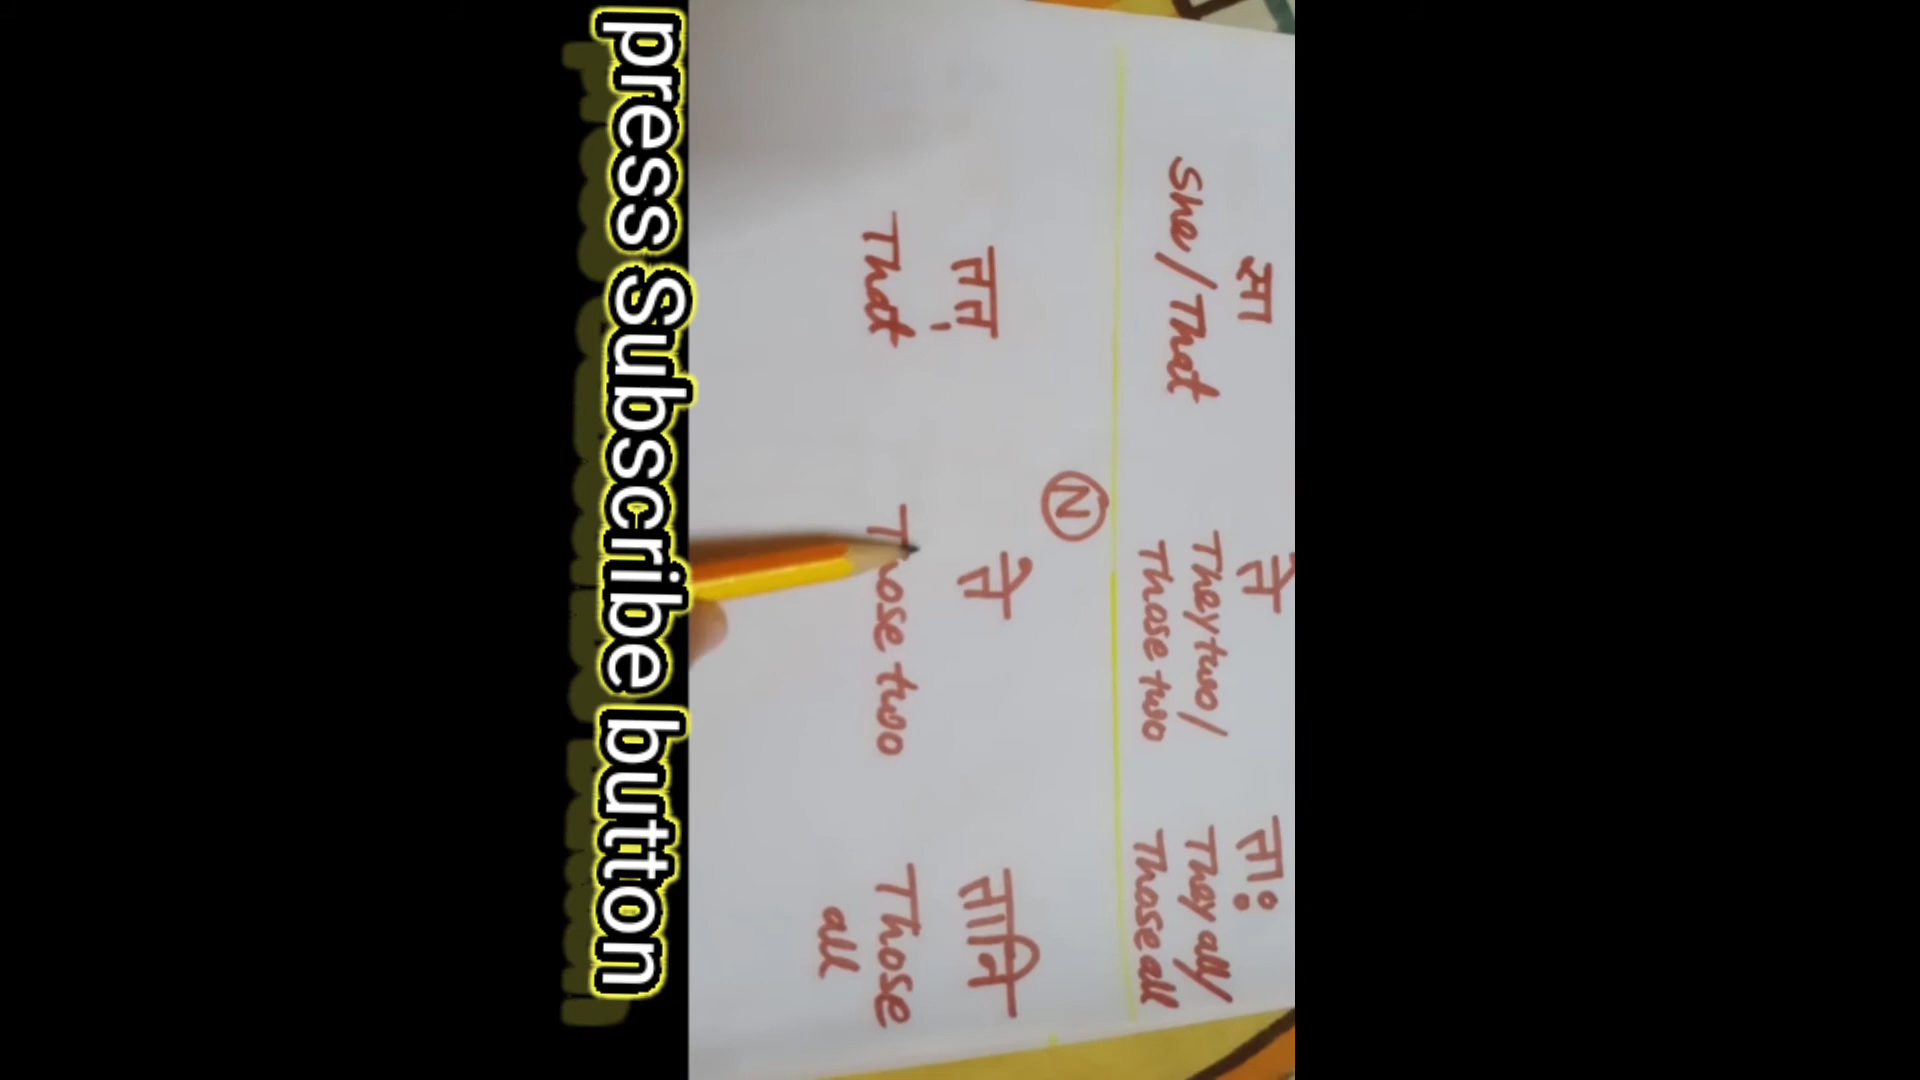 सा ते ताः
She/That They two/ They all/
Those two Those all
N
तत् ते तानि
That Those two Those
all
press Subscribe button